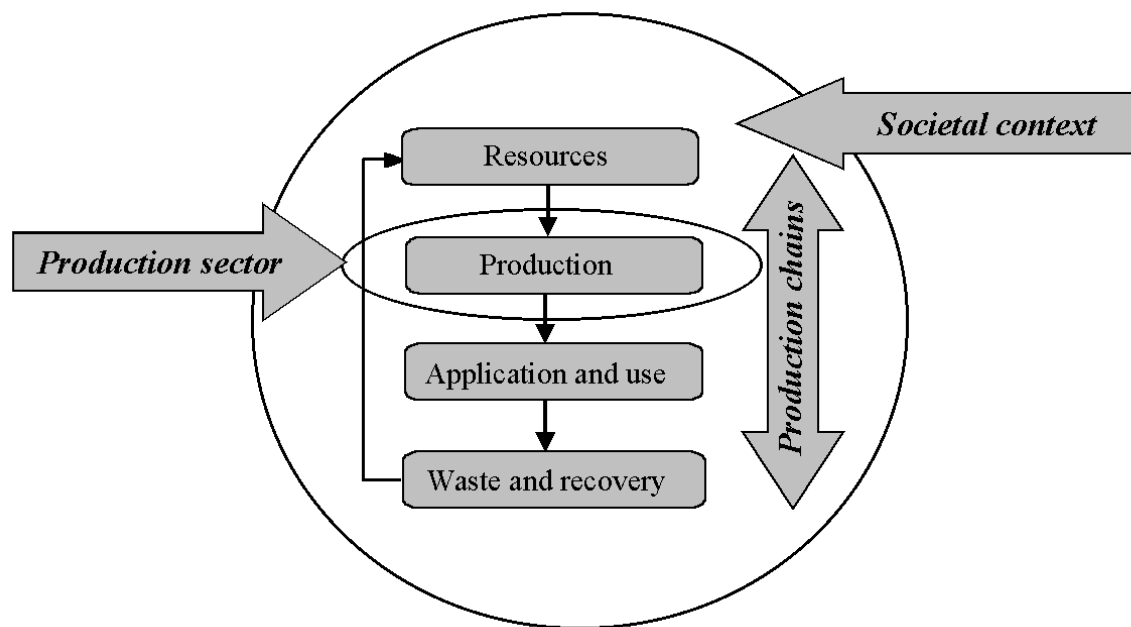 Societal context
Resources
Production sector
Production
Production chains
Application and use
Waste and recovery